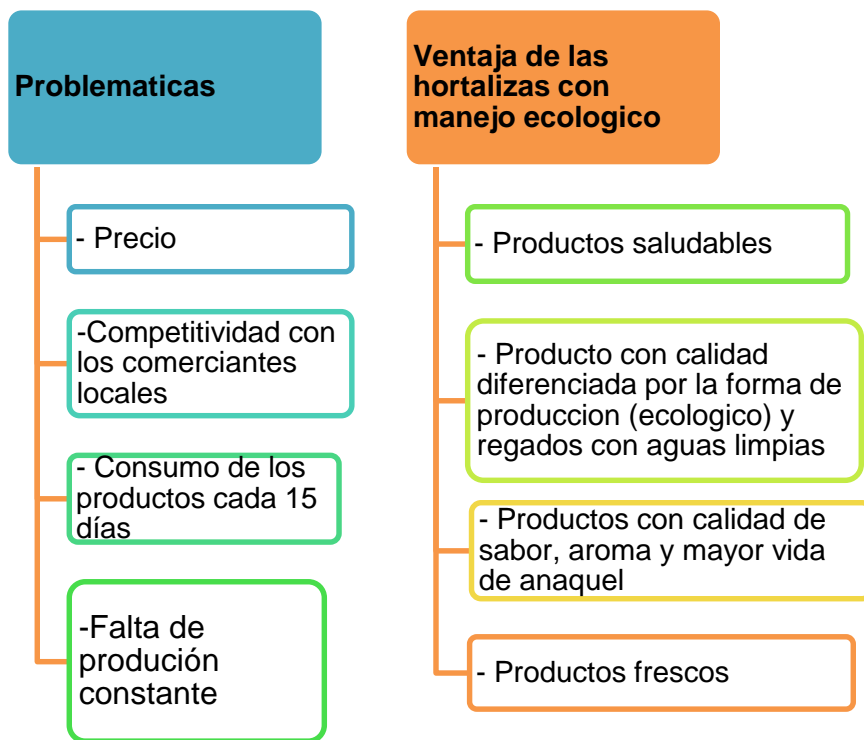 Problematicas
- Precio
-Competitividad con
los comerciantes
locales
- Consumo de los
productos cada 15
días
-Falta de
produción
constante
Ventaja de las
hortalizas con
manejo ecologico
- Productos saludables
- Producto con calidad
diferenciada por la forma de
produccion (ecologico) y
regados con aguas limpias
- Productos con calidad de
sabor, aroma y mayor vida
de anaquel
- Productos frescos